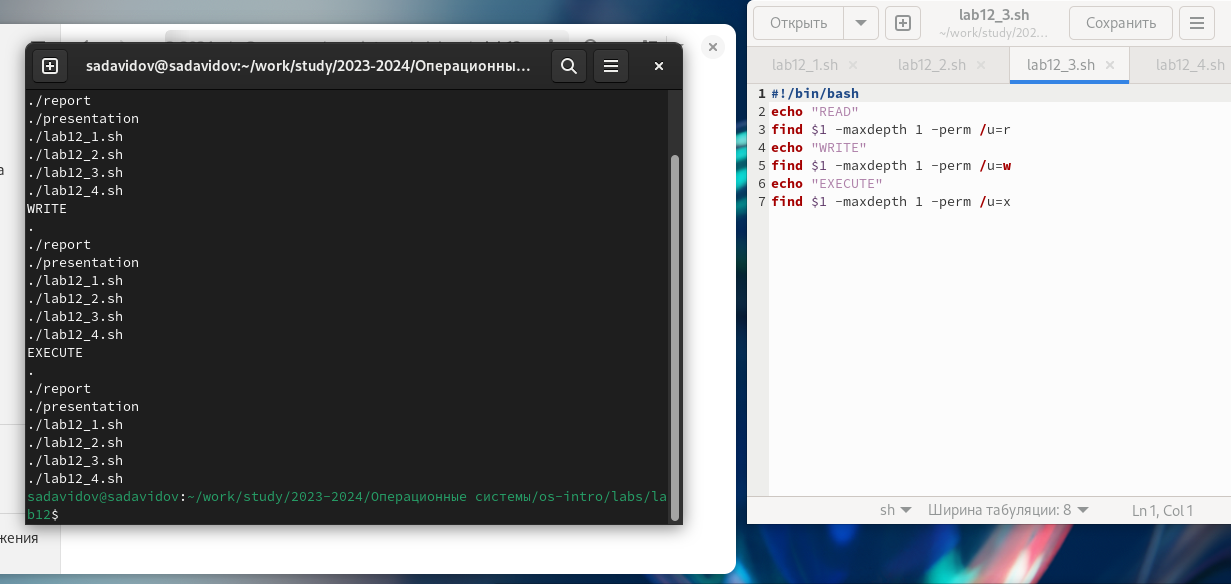 sadavidov@sadavidov:~/work/study/2023-2024/Операционны...
./report
./presentation
./lab12_1.sh
./lab12_2.sh
./lab12_3.sh
./lab12_4.sh
WRITE
.
./report
./presentation
./lab12_1.sh
./lab12_2.sh
./lab12_3.sh
./lab12_4.sh
EXECUTE
.
./report
./presentation
./lab12_1.sh
./lab12_2.sh
./lab12_3.sh
./lab12_4.sh
sadavidov@sadavidov:~/work/study/2023-2024/Операционные системы/os-intro/labs/la
b12$
а
жения
Открыть
lab12_3.sh
~/work/study/202...
Сохранить
lab12_1.sh
lab12_2.sh
lab12_3.sh
lab12_4.sh
1 #!/bin/bash
2 echo "READ"
3 find $1 -maxdepth 1 -perm /u=r
4 echo "WRITE"
5 find $1 -maxdepth 1 -perm /u=w
6 echo "EXECUTE"
7 find $1 -maxdepth 1 -perm /u=x
sh
Ширина табуляции: 8
Ln 1, Col 1